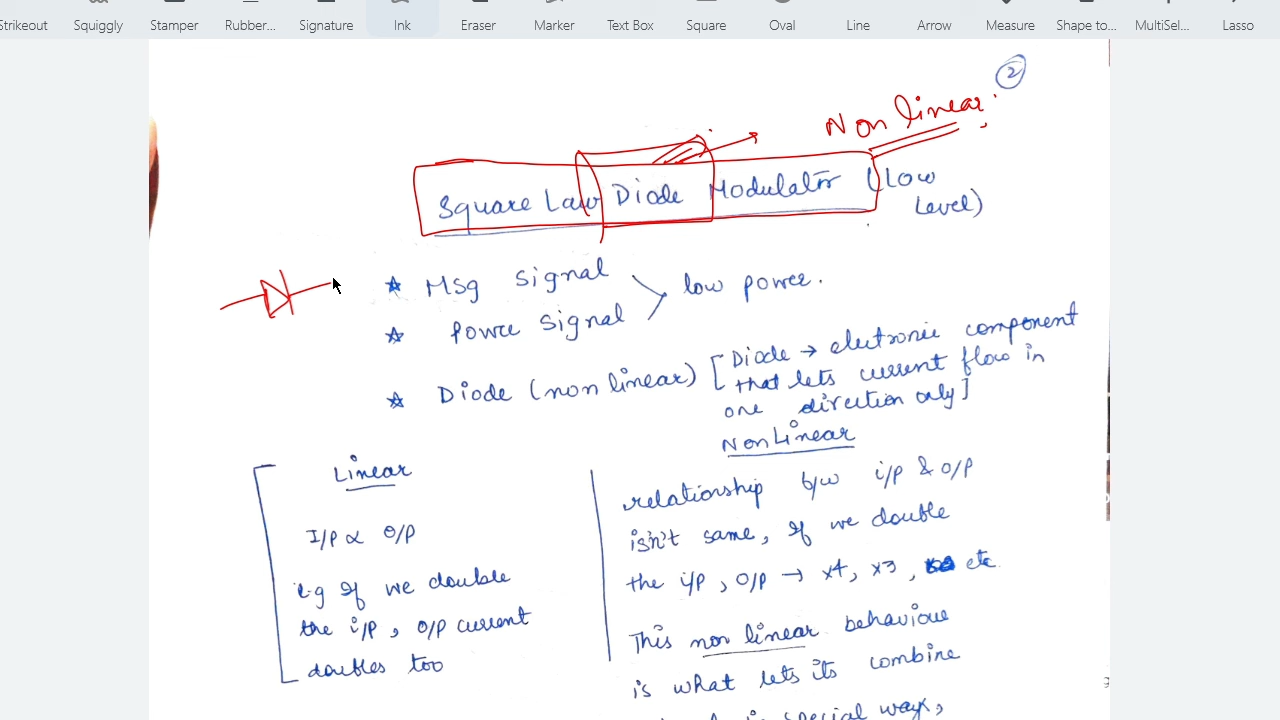 Strikeout Squiggly Stamper Rubber... Signature Ink Eraser Marker Text Box Square Oval Line Arrow Measure Shape to... MultiSel... Lasso
2
Non linear.
Square Law Diode Modulator (Low
Level)
Msg signal
low power.
Powre signal
Diode (non linear) [Diode → electronic component
that lets current flow in
one direction only]
Non Linear
Linear
relationship b/w i/p & o/p
isn't same, If we double
the i/p, o/p → x4, x3, etc
This non linear behaviour
is what lets its combine
in special ways,
I/P ∝ O/P
e.g If we double
the i/p, o/p current
doubles too